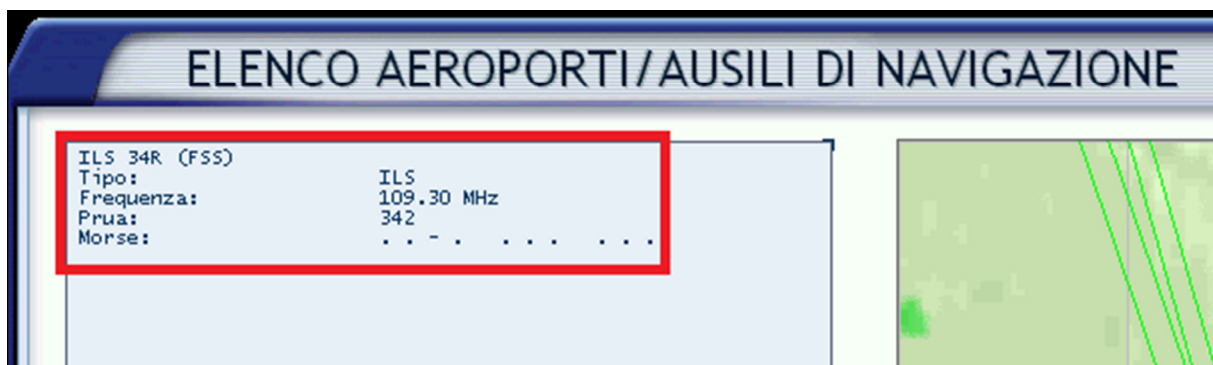 ELENCO AEROPORTI/AUSILI DI NAVIGAZIONE
ILS 34R (FSS)
Tipo: ILS
Frequenza: 109.30 MHz
Prua: 342
Morse: ..-. ... ...